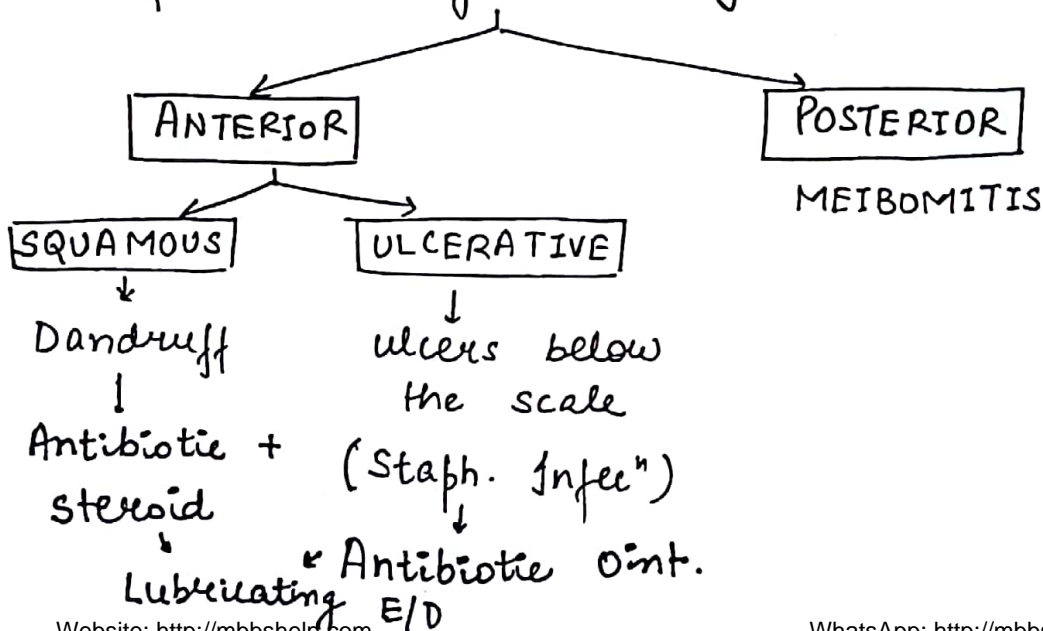 ANTERIOR
POSTERIOR
MEIBOMITIS
SQUAMOUS
ULCERATIVE
Dandruff
ulcers below
the scale
Antibiotic +
steroid
(Staph. Infecⁿ)
Antibiotic Oint.
Lubricating E/D
Website: http://mbbshelp.com
WhatsApp: http://mbbs